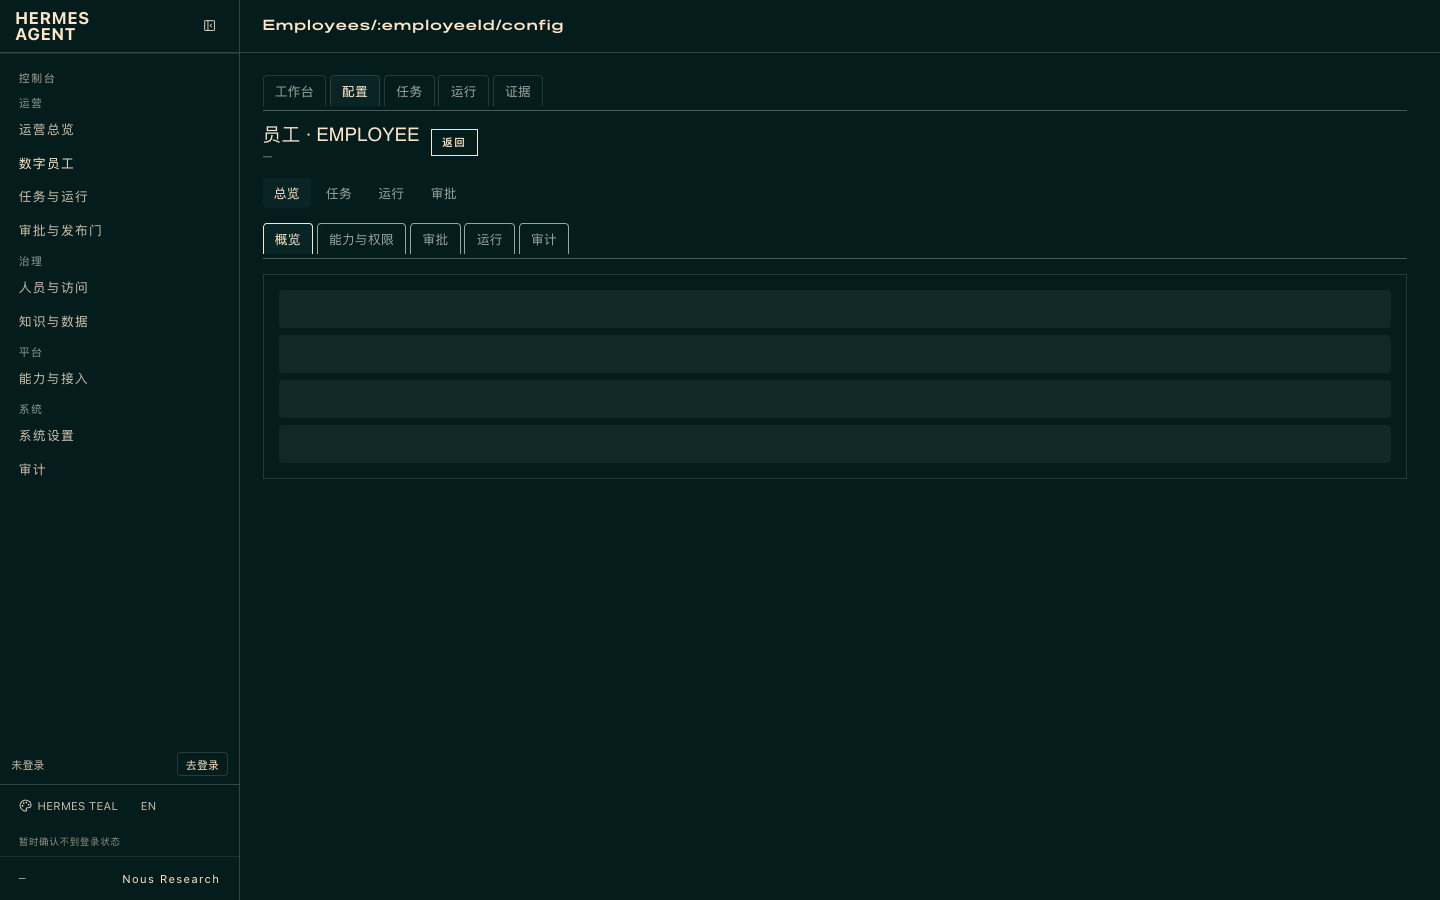 HERMES
AGENT
Employees/:employeeId/config
控制台
运营
运营总览
数字员工
任务与运行
审批与发布门
治理
人员与访问
知识与数据
平台
能力与接入
系统
系统设置
审计
未登录 去登录
HERMES TEAL EN
暂时确认不到登录状态
— Nous Research
工作台 配置 任务 运行 证据
员工 · EMPLOYEE 返回
—
总览 任务 运行 审批
概览 能力与权限 审批 运行 审计